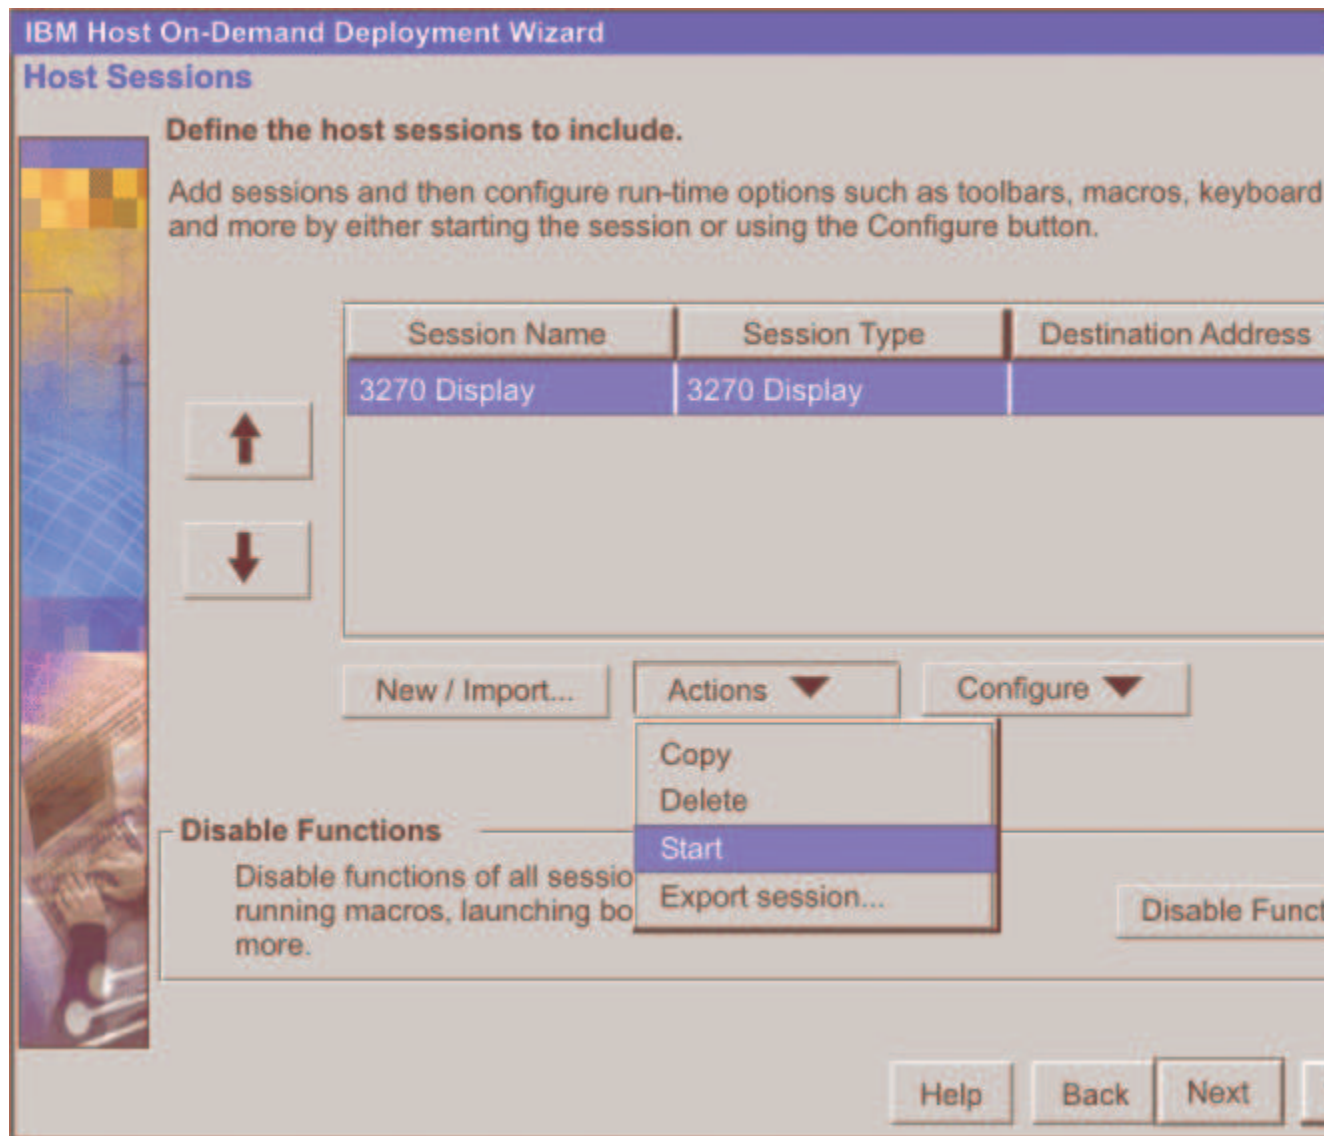 IBM Host On-Demand Deployment Wizard
Host Sessions
Define the host sessions to include.
Add sessions and then configure run-time options such as toolbars, macros, keyboard
and more by either starting the session or using the Configure button.
Session Name Session Type Destination Address
3270 Display 3270 Display
New / Import... Actions Configure
Copy
Delete
Start
Export session...
Disable Functions
Disable functions of all sessio
running macros, launching bo
more.
Disable Funct
Help Back Next